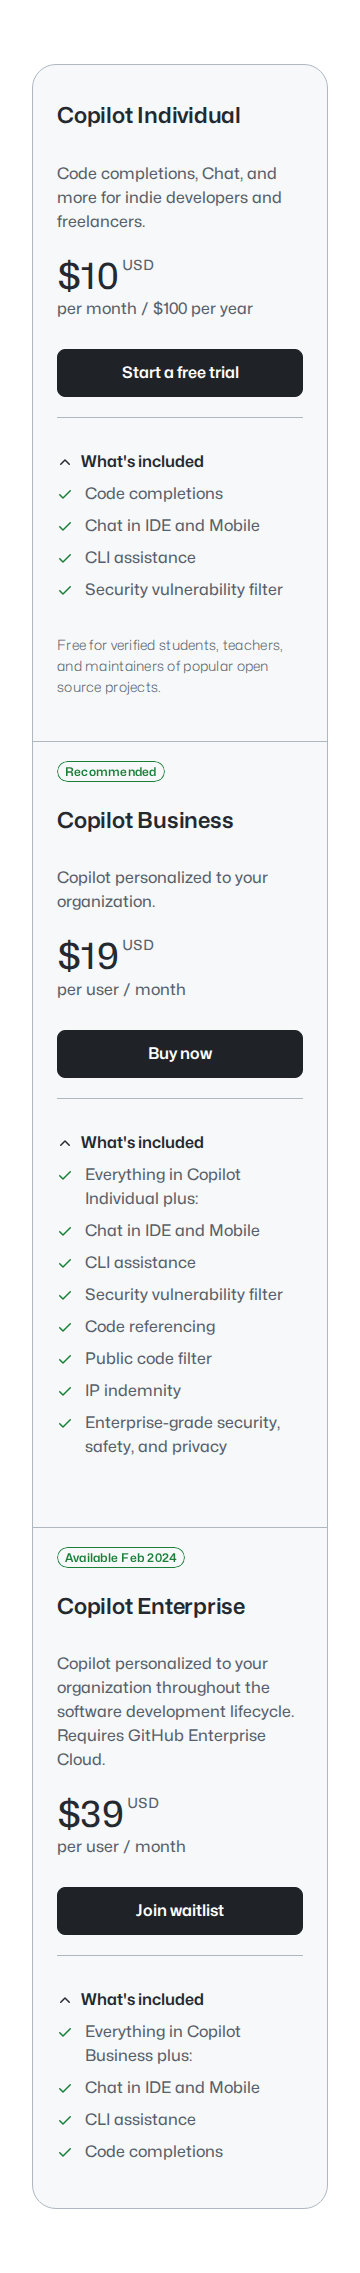 Copilot Individual
Code completions, Chat, and
more for indie developers and
freelancers.
$10 USD
per month / $100 per year
Start a free trial
What's included
Code completions
Chat in IDE and Mobile
CLI assistance
Security vulnerability filter
Free for verified students, teachers,
and maintainers of popular open
source projects.
Recommended
Copilot Business
Copilot personalized to your
organization.
$19 USD
per user / month
Buy now
What's included
Everything in Copilot
Individual plus:
Chat in IDE and Mobile
CLI assistance
Security vulnerability filter
Code referencing
Public code filter
IP indemnity
Enterprise-grade security,
safety, and privacy
Available Feb 2024
Copilot Enterprise
Copilot personalized to your
organization throughout the
software development lifecycle.
Requires GitHub Enterprise
Cloud.
$39 USD
per user / month
Join waitlist
What's included
Everything in Copilot
Business plus:
Chat in IDE and Mobile
CLI assistance
Code completions